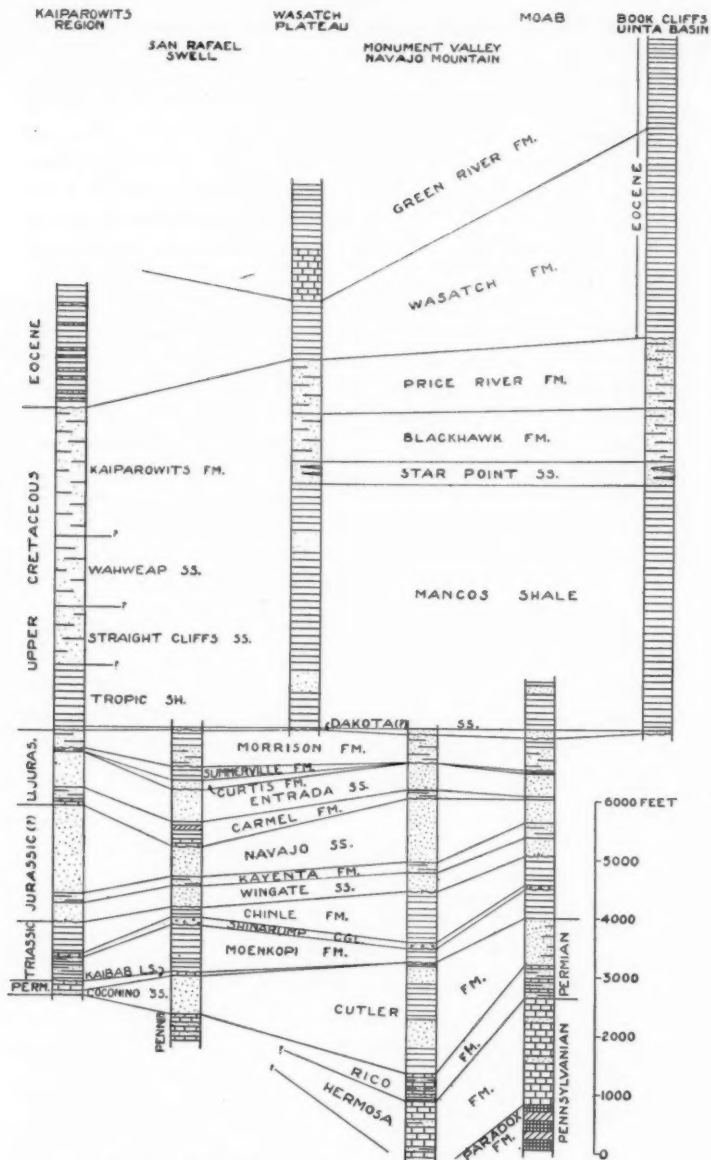 KAIPAROWITS
REGION
SAN RAFAEL
SWELL
WASATCH
PLATEAU
MONUMENT VALLEY
NAVAJO MOUNTAIN
MOAB
BOOK CLIFFS
UINTA BASIN
GREEN RIVER FM.
EOCENE
WASATCH FM.
EOCENE
PRICE RIVER FM.
BLACKHAWK FM.
STAR POINT SS.
UPPER CRETACEOUS
KAIPAROWITS FM.
?
WAHWEAP SS.
?
STRAIGHT CLIFFS SS.
?
MANCOS SHALE
TROPIC SH.
DAKOTA(?) SS.
U.JURAS.
MORRISON FM.
SUMMERVILLE FM.
CURTIS FM.
ENTRADA SS.
CARMEL FM.
JURASSIC(?)
NAVAJO SS.
KAYENTA FM.
WINGATE SS.
TRIASSIC
CHINLE FM.
SHINARUMP CGL.
MOENKOPI FM.
KAIBAB LS.?
PERM.
COCONINO SS.
PENN.
CUTLER FM.
RICO FM.
HERMOSA FM.
?
?
PARADOX
FM.
PERMIAN
PENNSYLVANIAN
6000 FEET
5000
4000
3000
2000
1000
0